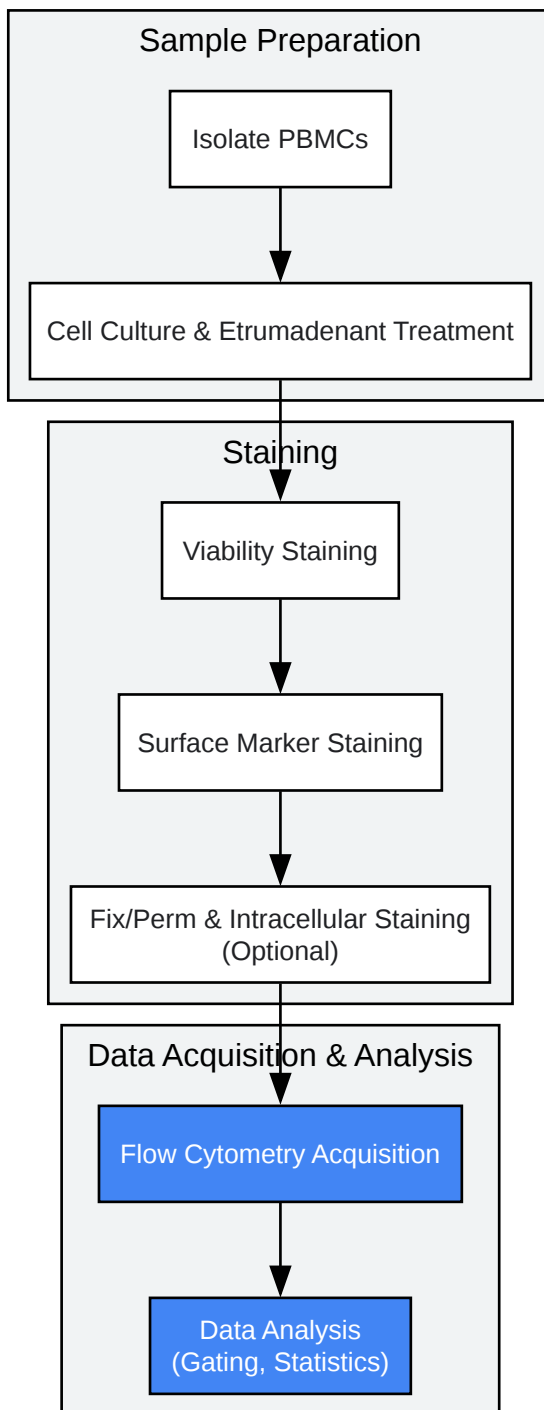 Sample Preparation
Isolate PBMCs
Cell Culture & Etrumadenant Treatment
Staining
Viability Staining
Surface Marker Staining
Fix/Perm & Intracellular Staining
(Optional)
Data Acquisition & Analysis
Flow Cytometry Acquisition
Data Analysis
(Gating, Statistics)